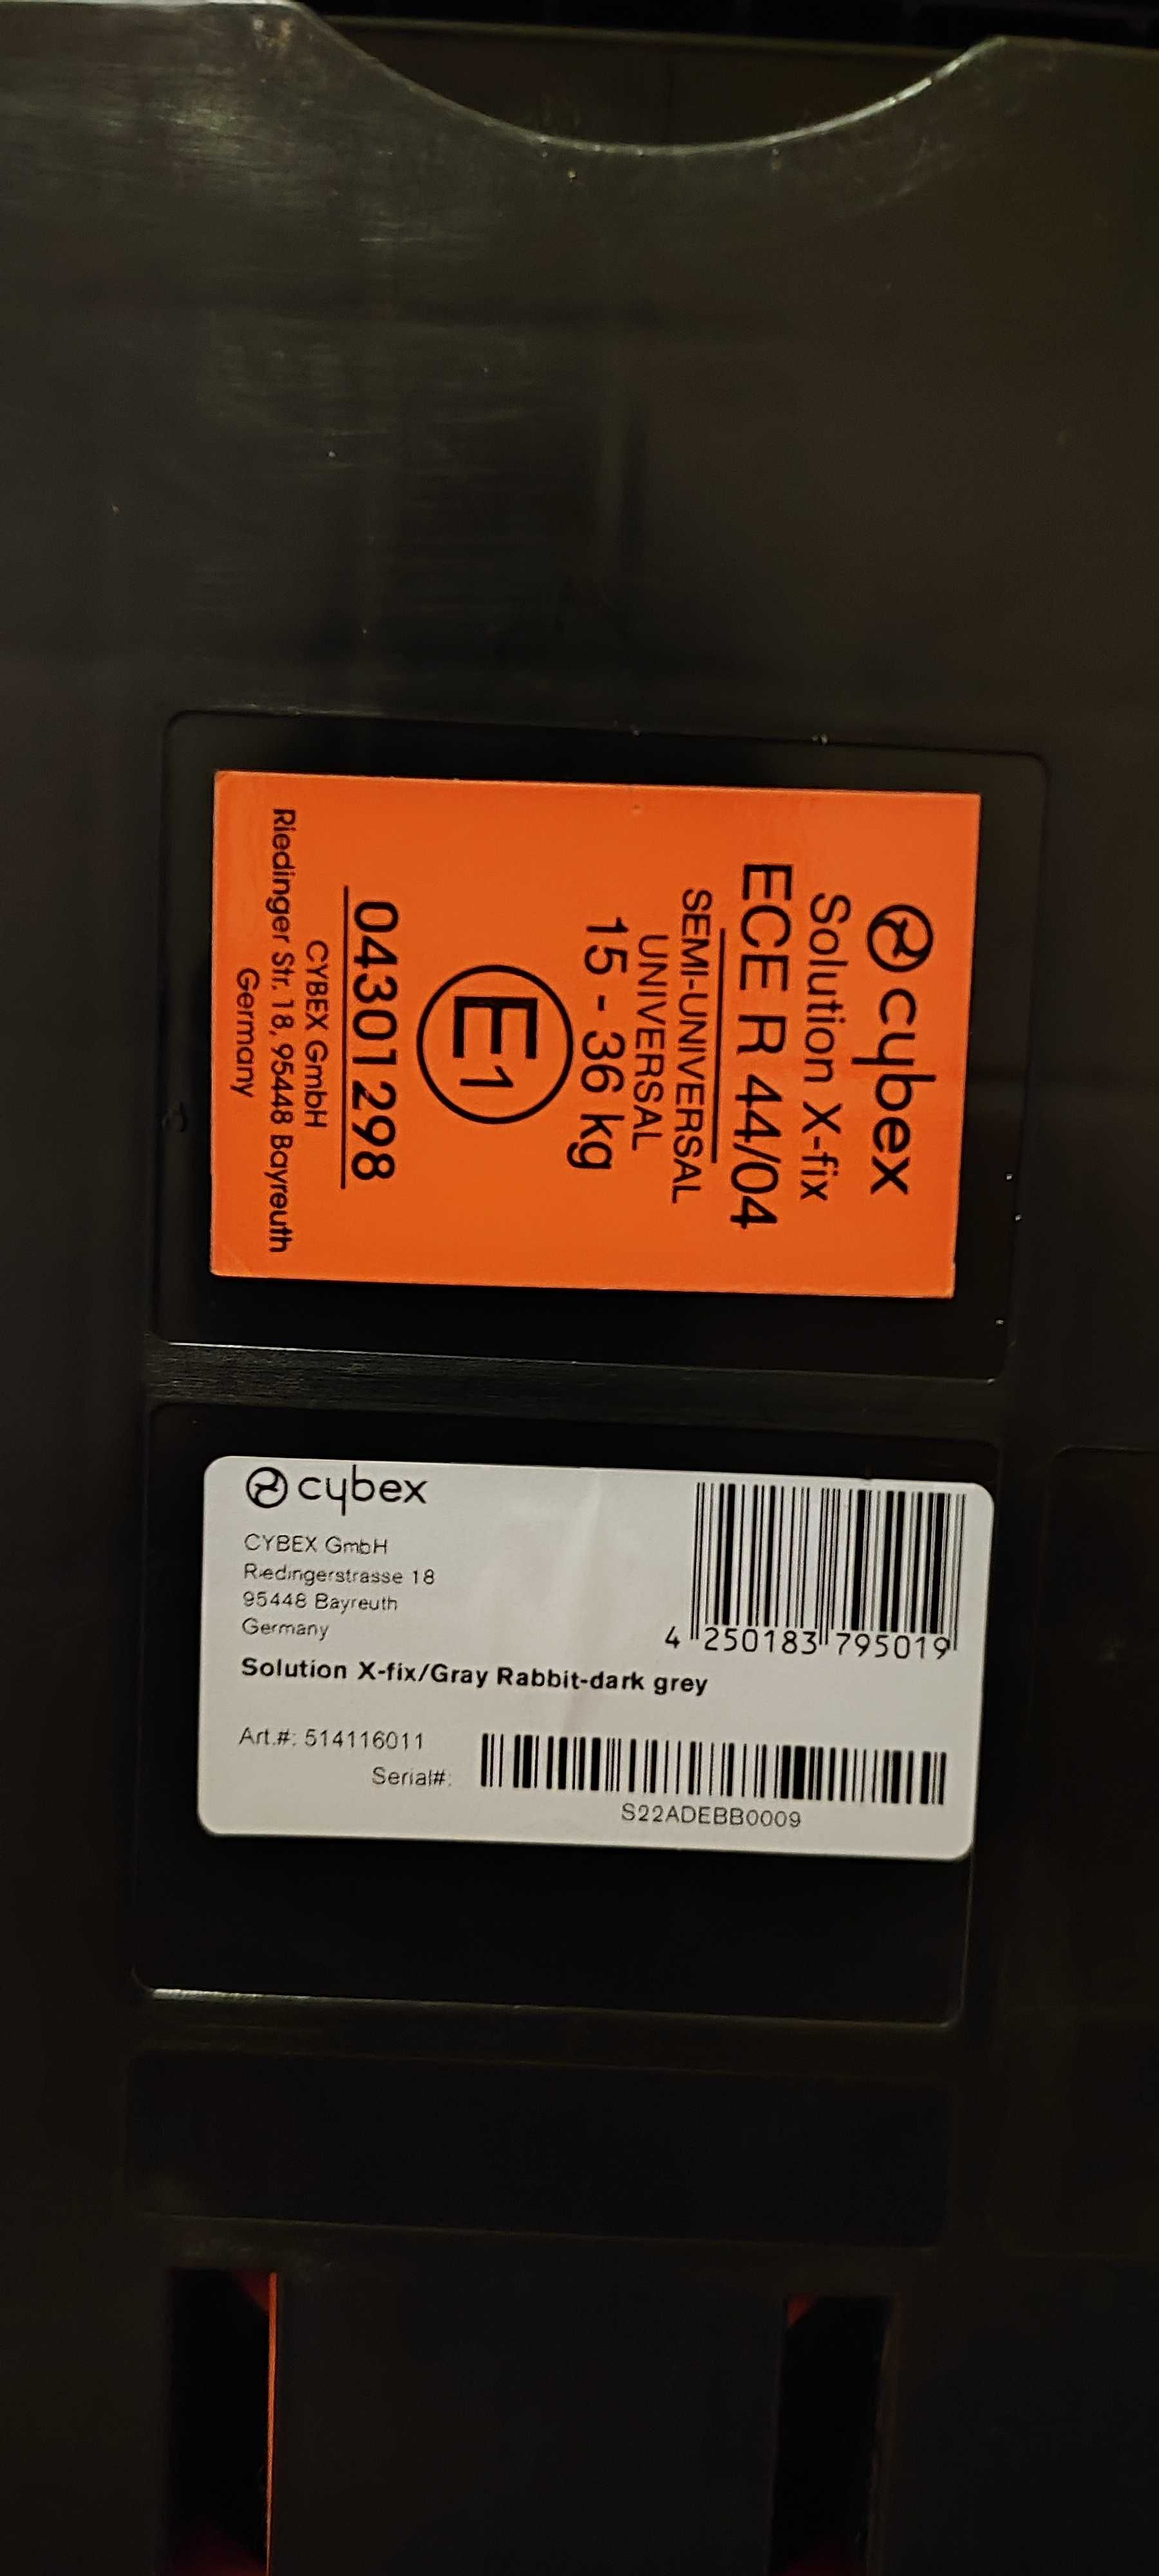 cybex
Solution X-fix
ECE R 44/04
SEMI-UNIVERSAL
UNIVERSAL
15 - 36 kg
E1
04301298
CYBEX GmbH
Riedinger Str. 18, 95448 Bayreuth
Germany
cybex
CYBEX GmbH
Riedingerstrasse 18
95448 Bayreuth
Germany
4 250183 795019
Solution X-fix/Gray Rabbit-dark grey
Art.#: 514116011
Serial#:
S22ADEBB0009